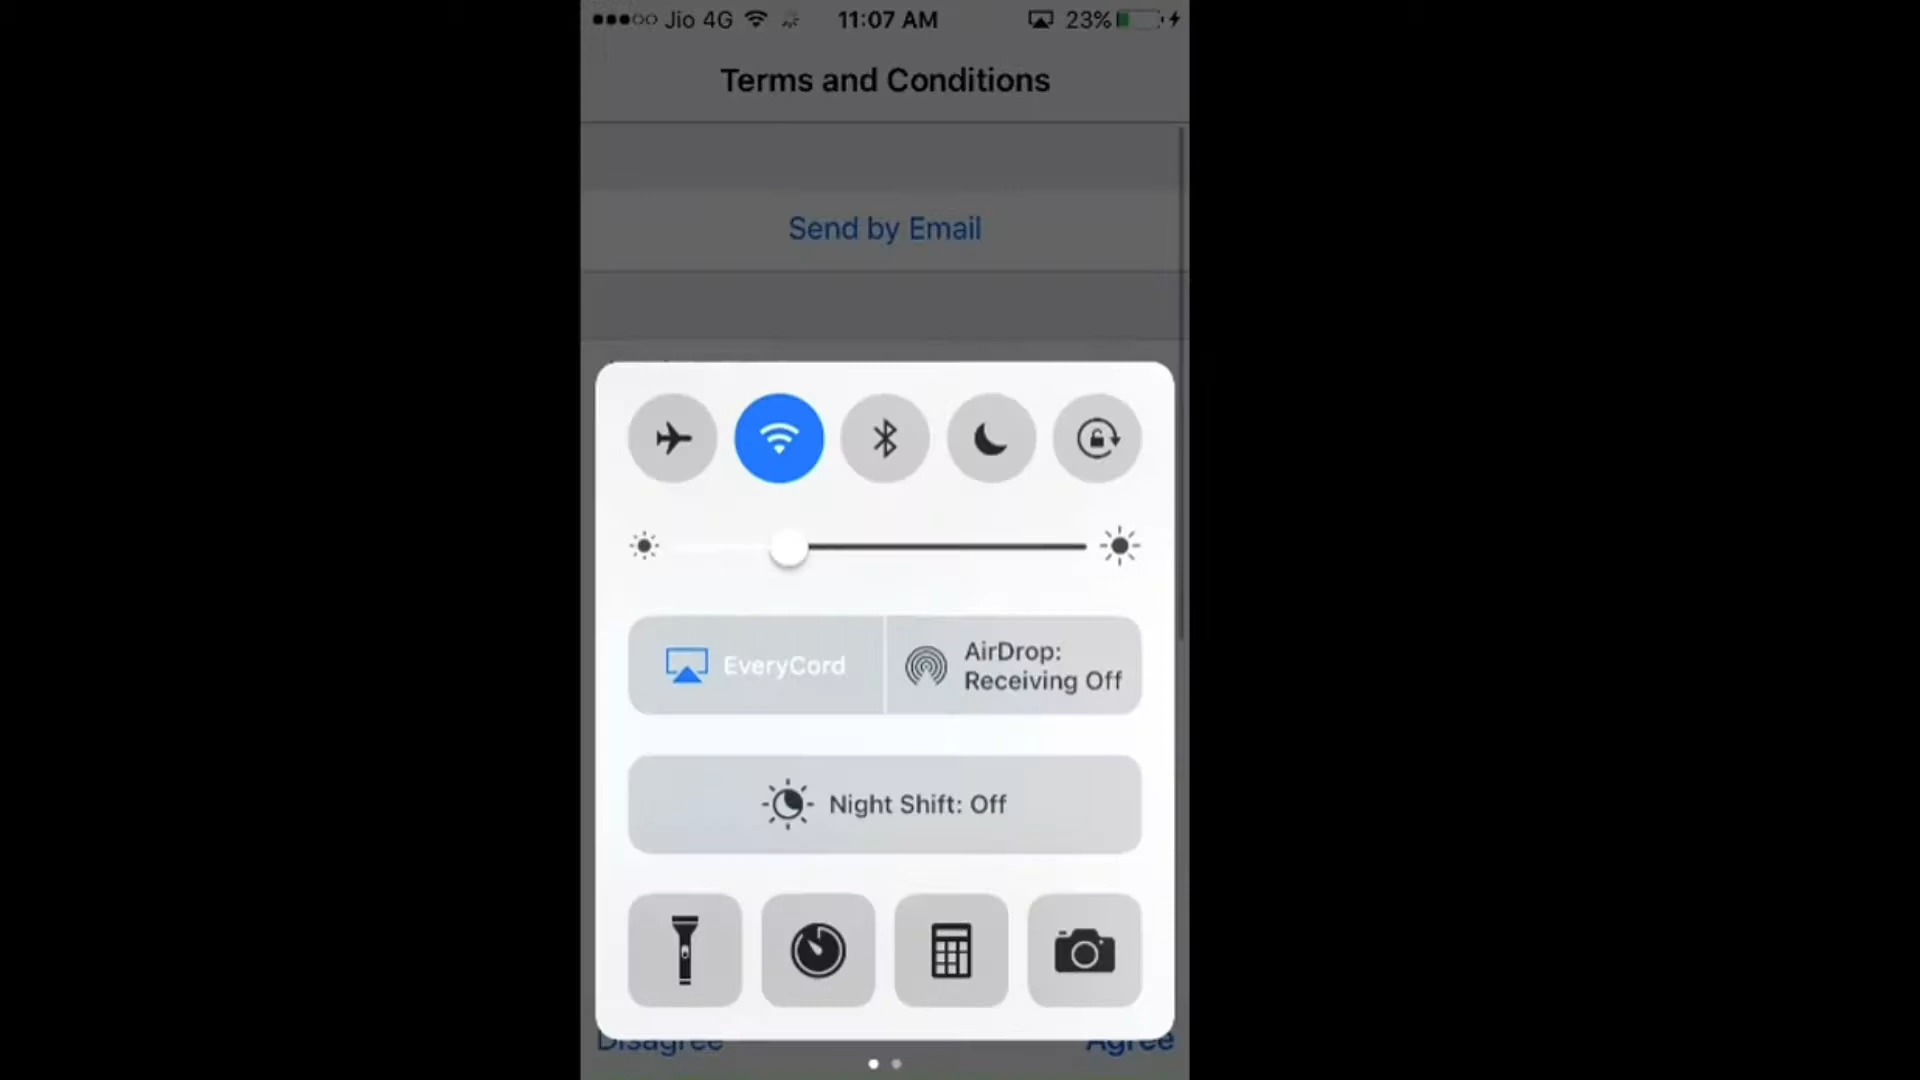 Jio 4G 11:07 AM 23%
Terms and Conditions
Send by Email
EveryCord
AirDrop:
Receiving Off
Night Shift: Off
Disagree
Agree